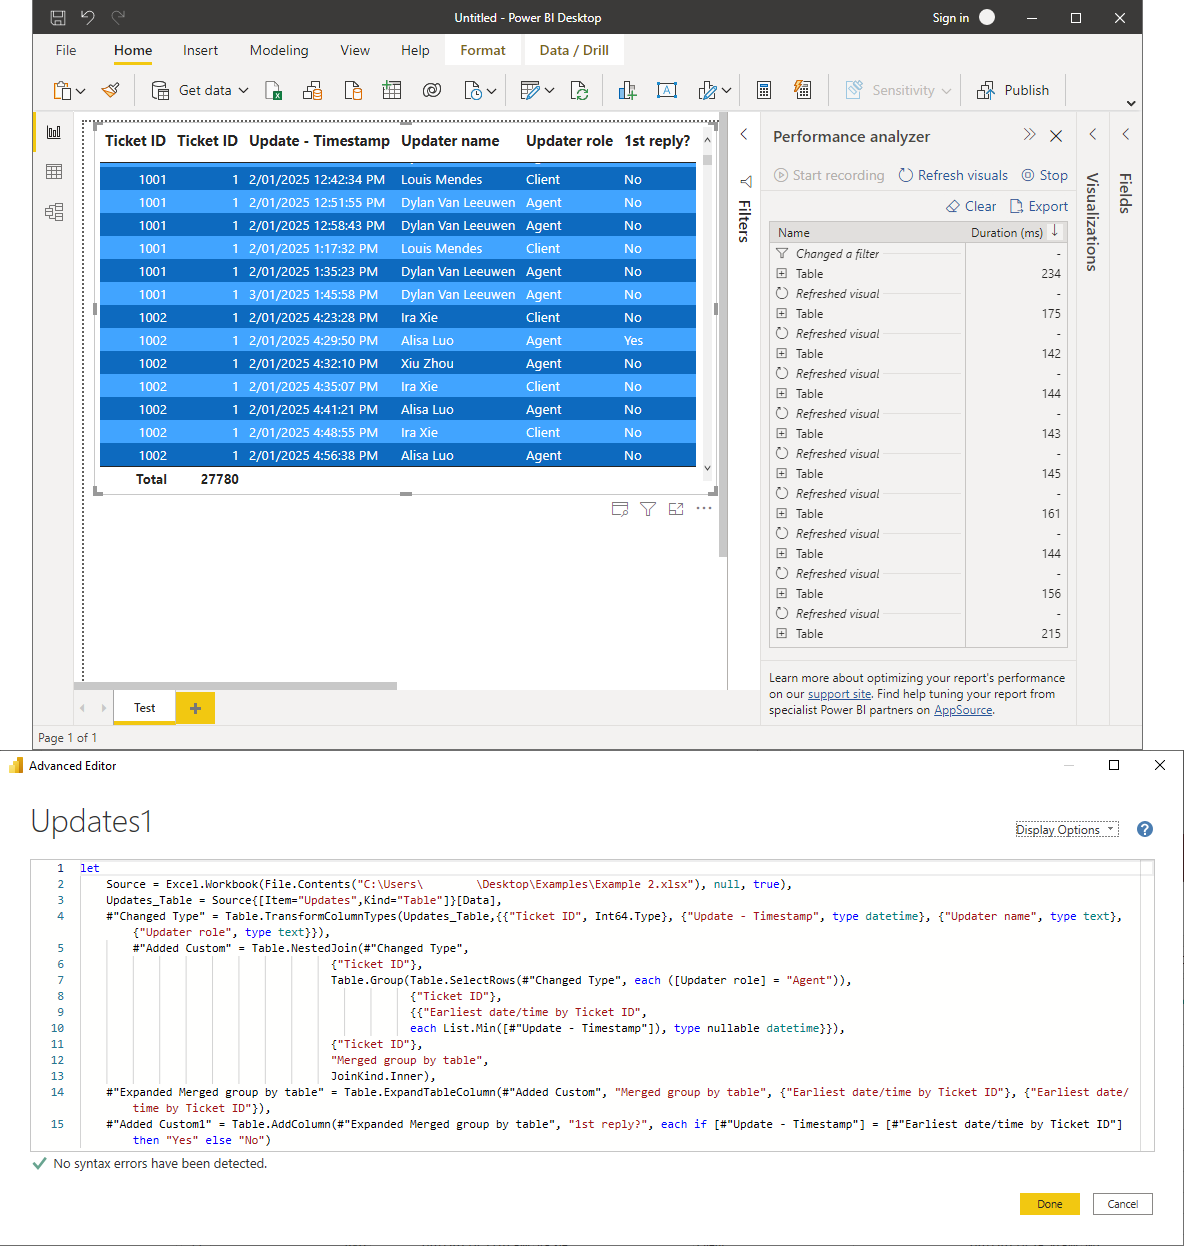 Untitled - Power BI Desktop
Sign in
File Home Insert Modeling View Help Format Data / Drill
Get data
Sensitivity
Publish
Ticket ID Ticket ID Update - Timestamp Updater name Updater role 1st reply?
1001 1 2/01/2025 12:42:34 PM Louis Mendes Client No
1001 1 2/01/2025 12:51:55 PM Dylan Van Leeuwen Agent No
1001 1 2/01/2025 12:58:43 PM Dylan Van Leeuwen Agent No
1001 1 2/01/2025 1:17:32 PM Louis Mendes Client No
1001 1 2/01/2025 1:35:23 PM Dylan Van Leeuwen Agent No
1001 1 3/01/2025 1:45:58 PM Dylan Van Leeuwen Agent No
1002 1 2/01/2025 4:23:28 PM Ira Xie Client No
1002 1 2/01/2025 4:29:50 PM Alisa Luo Agent Yes
1002 1 2/01/2025 4:32:10 PM Xiu Zhou Agent No
1002 1 2/01/2025 4:35:07 PM Ira Xie Client No
1002 1 2/01/2025 4:41:21 PM Alisa Luo Agent No
1002 1 2/01/2025 4:48:55 PM Ira Xie Client No
1002 1 2/01/2025 4:56:38 PM Alisa Luo Agent No
Total 27780
Filters
Performance analyzer
Start recording Refresh visuals Stop
Clear Export
Name Duration (ms)
Changed a filter -
Table 234
Refreshed visual -
Table 175
Refreshed visual -
Table 142
Refreshed visual -
Table 144
Refreshed visual -
Table 143
Refreshed visual -
Table 145
Refreshed visual -
Table 161
Refreshed visual -
Table 144
Refreshed visual -
Table 156
Refreshed visual -
Table 215
Learn more about optimizing your report's performance
on our support site. Find help tuning your report from
specialist Power BI partners on AppSource.
Visualizations
Fields
Test
Page 1 of 1
Advanced Editor
Updates1
Display Options
1 let
2 Source = Excel.Workbook(File.Contents("C:\Users\ \Desktop\Examples\Example 2.xlsx"), null, true),
3 Updates_Table = Source{[Item="Updates",Kind="Table"]}[Data],
4 #"Changed Type" = Table.TransformColumnTypes(Updates_Table,{{"Ticket ID", Int64.Type}, {"Update - Timestamp", type datetime}, {"Updater name", type text},
{"Updater role", type text}}),
5 #"Added Custom" = Table.NestedJoin(#"Changed Type",
6 {"Ticket ID"},
7 Table.Group(Table.SelectRows(#"Changed Type", each ([Updater role] = "Agent")),
8 {"Ticket ID"},
9 {{"Earliest date/time by Ticket ID",
10 each List.Min([#"Update - Timestamp"]), type nullable datetime}}),
11 {"Ticket ID"},
12 "Merged group by table",
13 JoinKind.Inner),
14 #"Expanded Merged group by table" = Table.ExpandTableColumn(#"Added Custom", "Merged group by table", {"Earliest date/time by Ticket ID"}, {"Earliest date/
time by Ticket ID"}),
15 #"Added Custom1" = Table.AddColumn(#"Expanded Merged group by table", "1st reply?", each if [#"Update - Timestamp"] = [#"Earliest date/time by Ticket ID"]
then "Yes" else "No")
No syntax errors have been detected.
Done Cancel